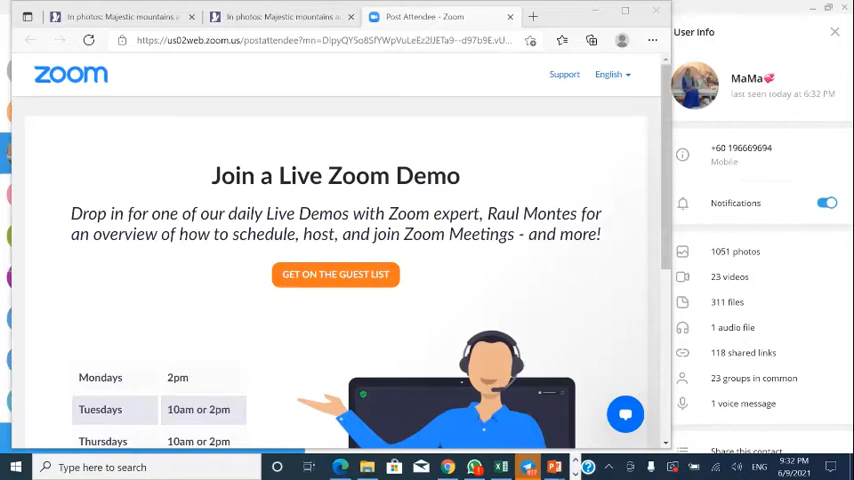 In photos: Majestic mountains a
In photos: Majestic mountains a
Post Attendee - Zoom
https://us02web.zoom.us/postattendee?mn=
zoom
Support
English
Join a Live Zoom Demo
Drop in for one of our daily Live Demos with Zoom expert, Raul Montes for
an overview of how to schedule, host, and join Zoom Meetings - and more!
GET ON THE GUEST LIST
Mondays 2pm
Tuesdays 10am or 2pm
Thursdays 10am or 2pm
User Info
MaMa💞
last seen today at 6:32 PM
+60 196669694
Mobile
Notifications
1051 photos
23 videos
311 files
1 audio file
118 shared links
23 groups in common
1 voice message
Share this contact
Type here to search
ENG
9:32 PM
6/9/2021